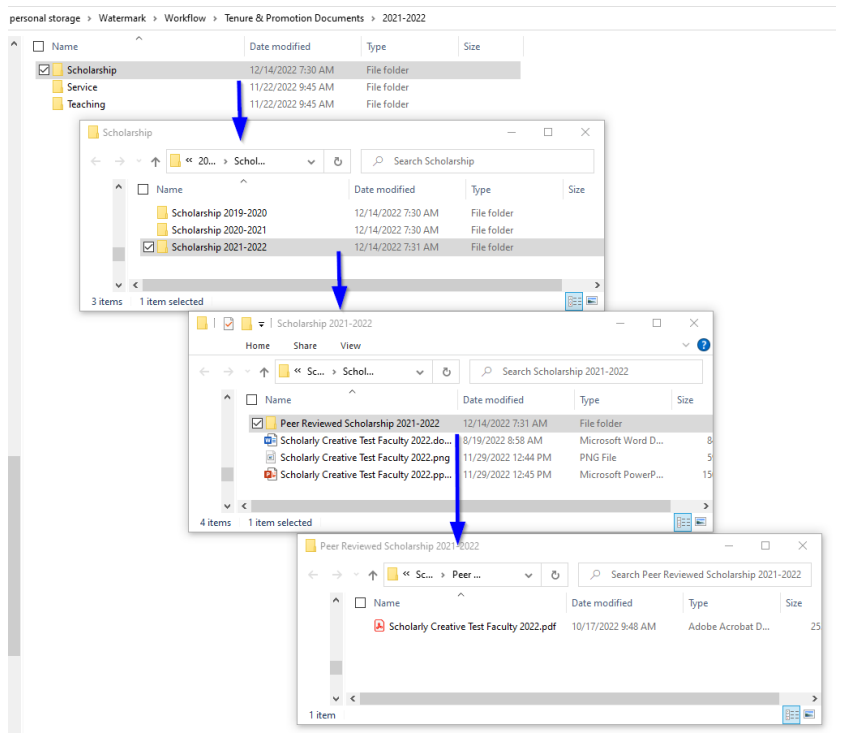 personal storage > Watermark > Workflow > Tenure & Promotion Documents > 2021-2022
Name Date modified Type Size
Scholarship 12/14/2022 7:30 AM File folder
Service 11/22/2022 9:45 AM File folder
Teaching 11/22/2022 9:45 AM File folder
Scholarship
« 20... > Schol... Search Scholarship
Name Date modified Type Size
Scholarship 2019-2020 12/14/2022 7:30 AM File folder
Scholarship 2020-2021 12/14/2022 7:30 AM File folder
Scholarship 2021-2022 12/14/2022 7:31 AM File folder
3 items 1 item selected
Scholarship 2021-2022
Home Share View
« Sc... > Schol... Search Scholarship 2021-2022
Name Date modified Type Size
Peer Reviewed Scholarship 2021-2022 12/14/2022 7:31 AM File folder
Scholarly Creative Test Faculty 2022.do... 8/19/2022 8:58 AM Microsoft Word D...
Scholarly Creative Test Faculty 2022.png 11/29/2022 12:44 PM PNG File
Scholarly Creative Test Faculty 2022.pp... 11/29/2022 12:45 PM Microsoft PowerP...
4 items 1 item selected
Peer Reviewed Scholarship 2021-2022
« Sc... > Peer ... Search Peer Reviewed Scholarship 2021-2022
Name Date modified Type Size
Scholarly Creative Test Faculty 2022.pdf 10/17/2022 9:48 AM Adobe Acrobat D... 25
1 item